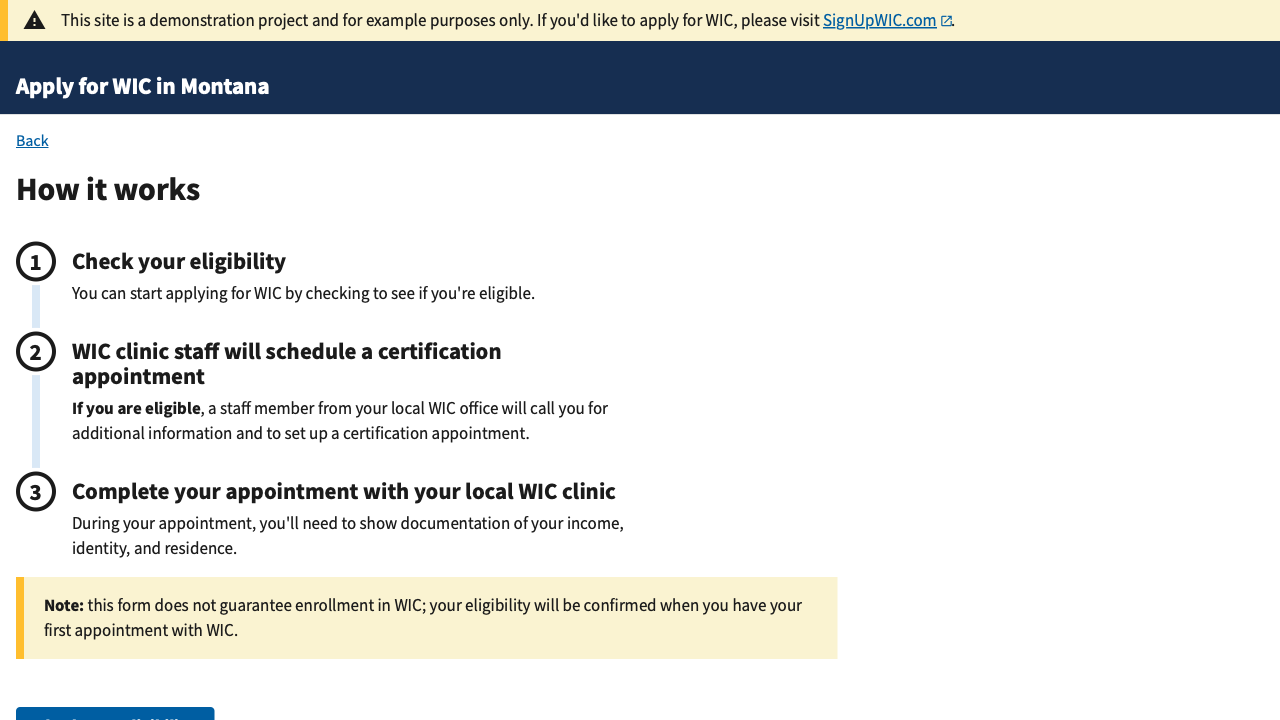 This site is a demonstration project and for example purposes only. If you'd like to apply for WIC, please visit SignUpWIC.com.
Apply for WIC in Montana
Back
How it works
1
Check your eligibility
You can start applying for WIC by checking to see if you're eligible.
2
WIC clinic staff will schedule a certification
appointment
If you are eligible, a staff member from your local WIC office will call you for
additional information and to set up a certification appointment.
3
Complete your appointment with your local WIC clinic
During your appointment, you'll need to show documentation of your income,
identity, and residence.
Note: this form does not guarantee enrollment in WIC; your eligibility will be confirmed when you have your
first appointment with WIC.